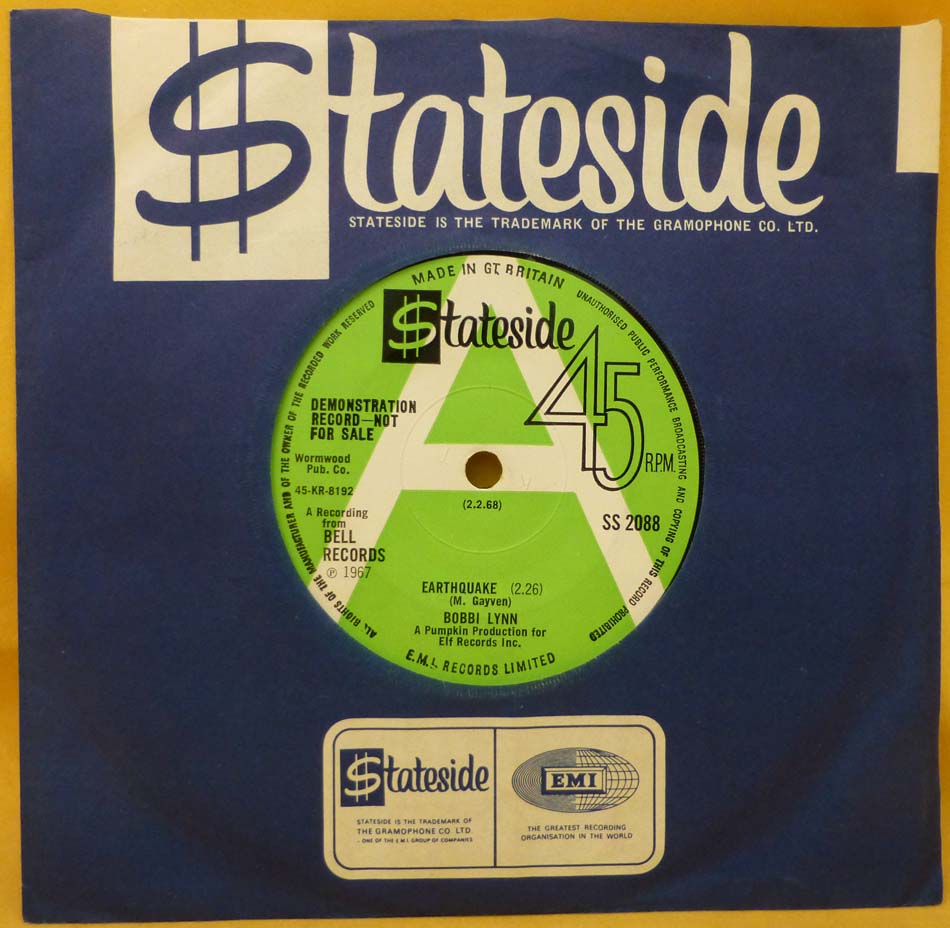 $tateside
STATESIDE IS THE TRADEMARK OF THE GRAMOPHONE CO. LTD.
MADE IN GT. BRITAIN
ALL RIGHTS OF THE MANUFACTURER AND OF THE OWNER OF THE RECORDED WORK RESERVED
UNAUTHORISED PUBLIC PERFORMANCE BROADCASTING AND COPYING OF THIS RECORD PROHIBITED
$tateside
45
R.P.M.
A
DEMONSTRATION
RECORD—NOT
FOR SALE
Wormwood
Pub. Co.
45-KR-8192
(2.2.68)
SS 2088
A Recording
from
BELL
RECORDS
℗ 1967
EARTHQUAKE (2.26)
(M. Gayven)
BOBBI LYNN
A Pumpkin Production for
Elf Records Inc.
E.M.I. RECORDS LIMITED
$tateside
STATESIDE IS THE TRADEMARK OF
THE GRAMOPHONE CO. LTD.
- ONE OF THE E.M.I. GROUP OF COMPANIES
EMI
THE GREATEST RECORDING
ORGANISATION IN THE WORLD